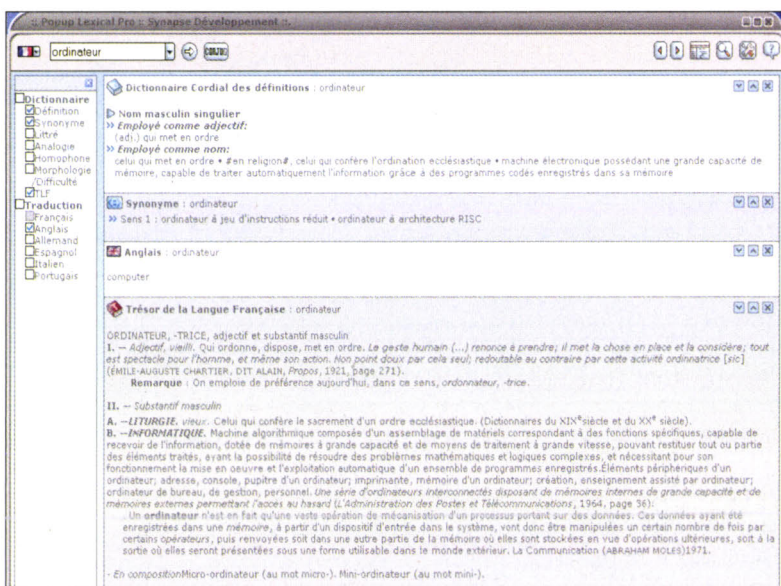 :: Popup Lexical Pro :: Synapse Développement ::.
ordinateur
CONJUG
Dictionnaire Cordial des définitions : ordinateur
Dictionnaire
Définition
Synonyme
Littré
Analogie
Homophone
Morphologie
/Difficulté
TLF
Traduction
Français
Anglais
Allemand
Espagnol
Italien
Portugais
Nom masculin singulier
» Employé comme adjectif:
(adj.) qui met en ordre
» Employé comme nom:
celui qui met en ordre • #en religion#, celui qui confère l'ordination ecclésiastique • machine électronique possédant une grande capacité de
mémoire, capable de traiter automatiquement l'information grâce à des programmes codés enregistrés dans sa mémoire
Synonyme : ordinateur
» Sens 1 : ordinateur à jeu d'instructions réduit • ordinateur à architecture RISC
Anglais : ordinateur
computer
Trésor de la Langue Française : ordinateur
ORDINATEUR, -TRICE, adjectif et substantif masculin
I. − Adjectif, vieilli. Qui ordonne, dispose, met en ordre. Le geste humain (...) renonce à prendre; il met la chose en place et la considère; tout
est spectacle pour l'homme, et même son action. Non point doux par cela seul; redoutable au contraire par cette activité ordinnatrice [sic]
(ÉMILE-AUGUSTE CHARTIER, DIT ALAIN, Propos, 1921, page 271).
Remarque : On emploie de préférence aujourd'hui, dans ce sens, ordonnateur, -trice.
II. − Substantif masculin
A. −LITURGIE, vieux. Celui qui confère le sacrement d'un ordre ecclésiastique. (Dictionnaires du XIXe siècle et du XXe siècle).
B. −INFORMATIQUE. Machine algorithmique composée d'un assemblage de matériels correspondant à des fonctions spécifiques, capable de
recevoir de l'information, dotée de mémoires à grande capacité et de moyens de traitement à grande vitesse, pouvant restituer tout ou partie
des éléments traités, ayant la possibilité de résoudre des problèmes mathématiques et logiques complexes, et nécessitant pour son
fonctionnement la mise en oeuvre et l'exploitation automatique d'un ensemble de programmes enregistrés.Éléments périphériques d'un
ordinateur; adresse, console, pupitre d'un ordinateur; imprimante, mémoire d'un ordinateur; création, enseignement assisté par ordinateur;
ordinateur de bureau, de gestion, personnel. Une série d'ordinateurs interconnectés disposant de mémoires internes de grande capacité et de
mémoires externes permettant l'accès au hasard (L'Administration des Postes et Télécommunications, 1964, page 36):
Un ordinateur n'est en fait qu'une vaste opération de mécanisation d'un processus portant sur des données. Ces données ayant été
enregistrées dans une mémoire, à partir d'un dispositif d'entrée dans le système, vont donc être manipulées un certain nombre de fois par
certains opérateurs, puis renvoyées soit dans une autre partie de la mémoire où elles sont stockées en vue d'opérations ultérieures, soit à la
sortie où elles seront présentées sous une forme utilisable dans le monde extérieur. La Communication (ABRAHAM MOLES)1971.
- En compositionMicro-ordinateur (au mot micro-). Mini-ordinateur (au mot mini-).